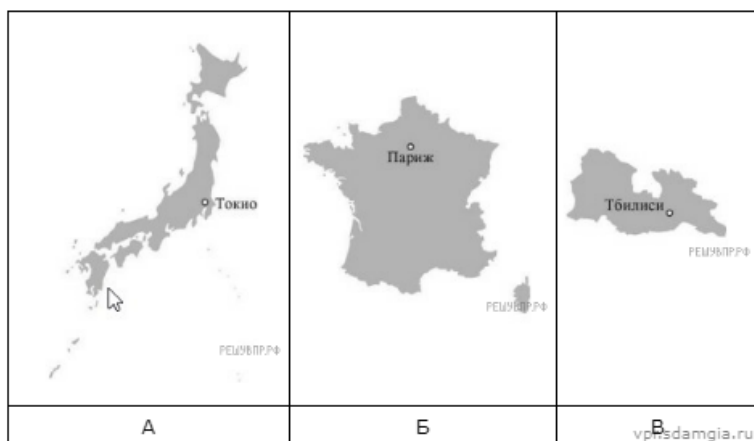 Токио
РЕШУВПР.РФ
Париж
РЕШУВПР.РФ
Тбилиси
РЕШУВПР.РФ
А
Б
В
vpr.sdamgia.ru